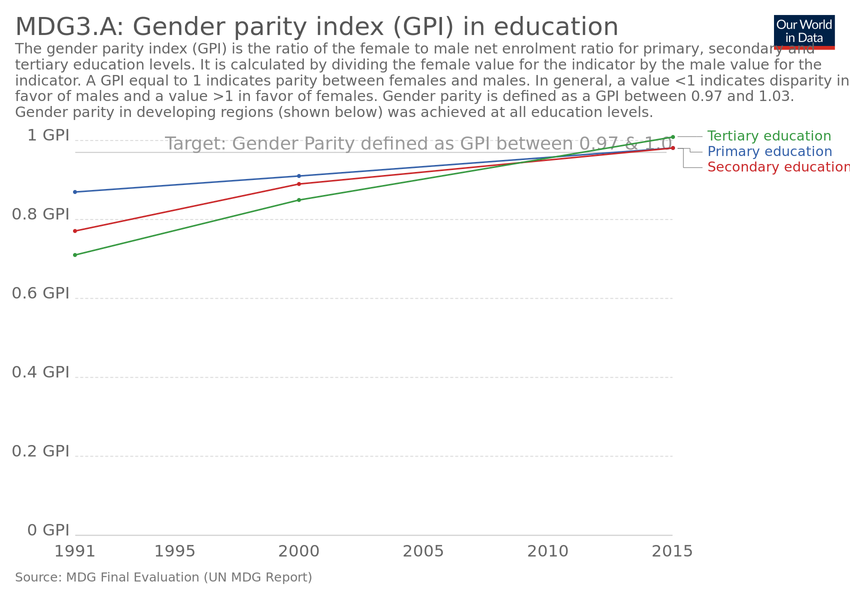 MDG3.A: Gender parity index (GPI) in education
Our World
in Data
The gender parity index (GPI) is the ratio of the female to male net enrolment ratio for primary, secondary and
tertiary education levels. It is calculated by dividing the female value for the indicator by the male value for the
indicator. A GPI equal to 1 indicates parity between females and males. In general, a value <1 indicates disparity in
favor of males and a value >1 in favor of females. Gender parity is defined as a GPI between 0.97 and 1.03.
Gender parity in developing regions (shown below) was achieved at all education levels.
1 GPI
Target: Gender Parity defined as GPI between 0.97 & 1.0
Tertiary education
Primary education
Secondary education
0.8 GPI
0.6 GPI
0.4 GPI
0.2 GPI
0 GPI
1991 1995 2000 2005 2010 2015
Source: MDG Final Evaluation (UN MDG Report)